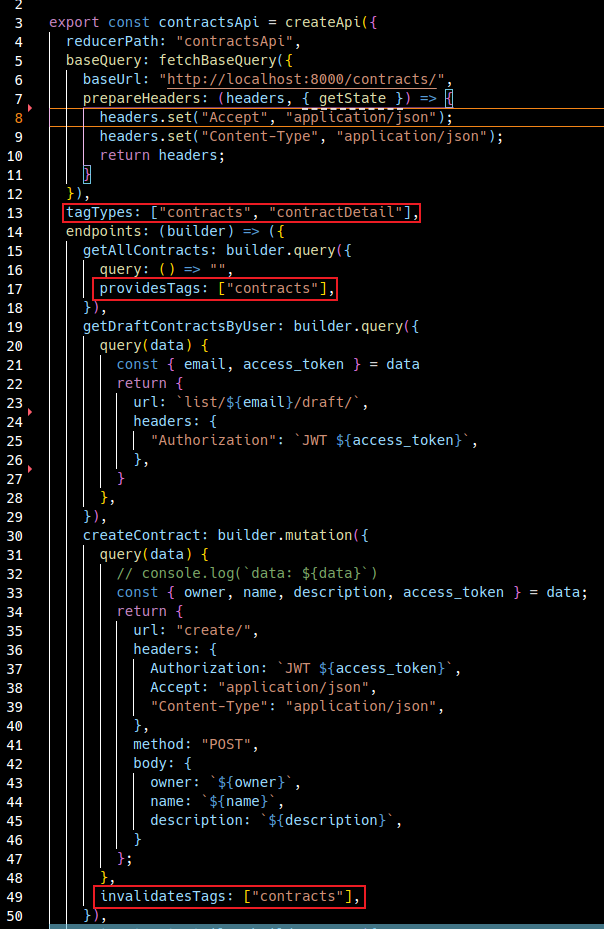 2
3 export const contractsApi = createApi({
4 reducerPath: "contractsApi",
5 baseQuery: fetchBaseQuery({
6 baseUrl: "http://localhost:8000/contracts/",
7 prepareHeaders: (headers, { getState }) => {
8 headers.set("Accept", "application/json");
9 headers.set("Content-Type", "application/json");
10 return headers;
11 }
12 }),
13 tagTypes: ["contracts", "contractDetail"],
14 endpoints: (builder) => ({
15 getAllContracts: builder.query({
16 query: () => "",
17 providesTags: ["contracts"],
18 }),
19 getDraftContractsByUser: builder.query({
20 query(data) {
21 const { email, access_token } = data
22 return {
23 url: `list/${email}/draft/`,
24 headers: {
25 "Authorization": `JWT ${access_token}`,
26 },
27 }
28 },
29 }),
30 createContract: builder.mutation({
31 query(data) {
32 // console.log(`data: ${data}`)
33 const { owner, name, description, access_token } = data;
34 return {
35 url: "create/",
36 headers: {
37 Authorization: `JWT ${access_token}`,
38 Accept: "application/json",
39 "Content-Type": "application/json",
40 },
41 method: "POST",
42 body: {
43 owner: `${owner}`,
44 name: `${name}`,
45 description: `${description}`,
46 }
47 };
48 },
49 invalidatesTags: ["contracts"],
50 }),